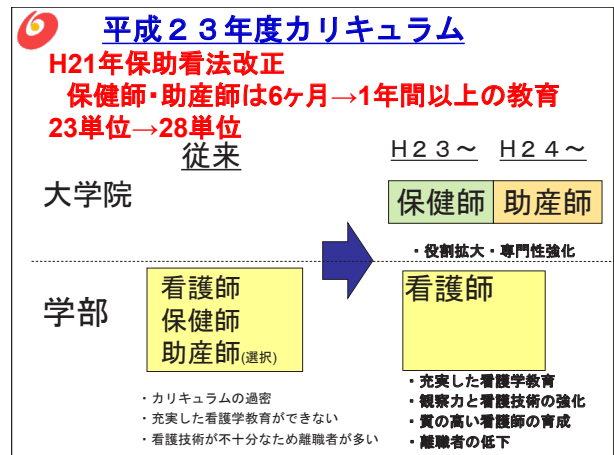 平成２３年度カリキュラム
H21年保助看法改正
保健師・助産師は6ヶ月→1年間以上の教育
23単位→28単位
従来
Ｈ２３～ Ｈ２４～
大学院
保健師 助産師
・役割拡大・専門性強化
学部
看護師
保健師
助産師(選択)
看護師
・カリキュラムの過密
・充実した看護学教育ができない
・看護技術が不十分なため離職者が多い
・充実した看護学教育
・観察力と看護技術の強化
・質の高い看護師の育成
・離職者の低下